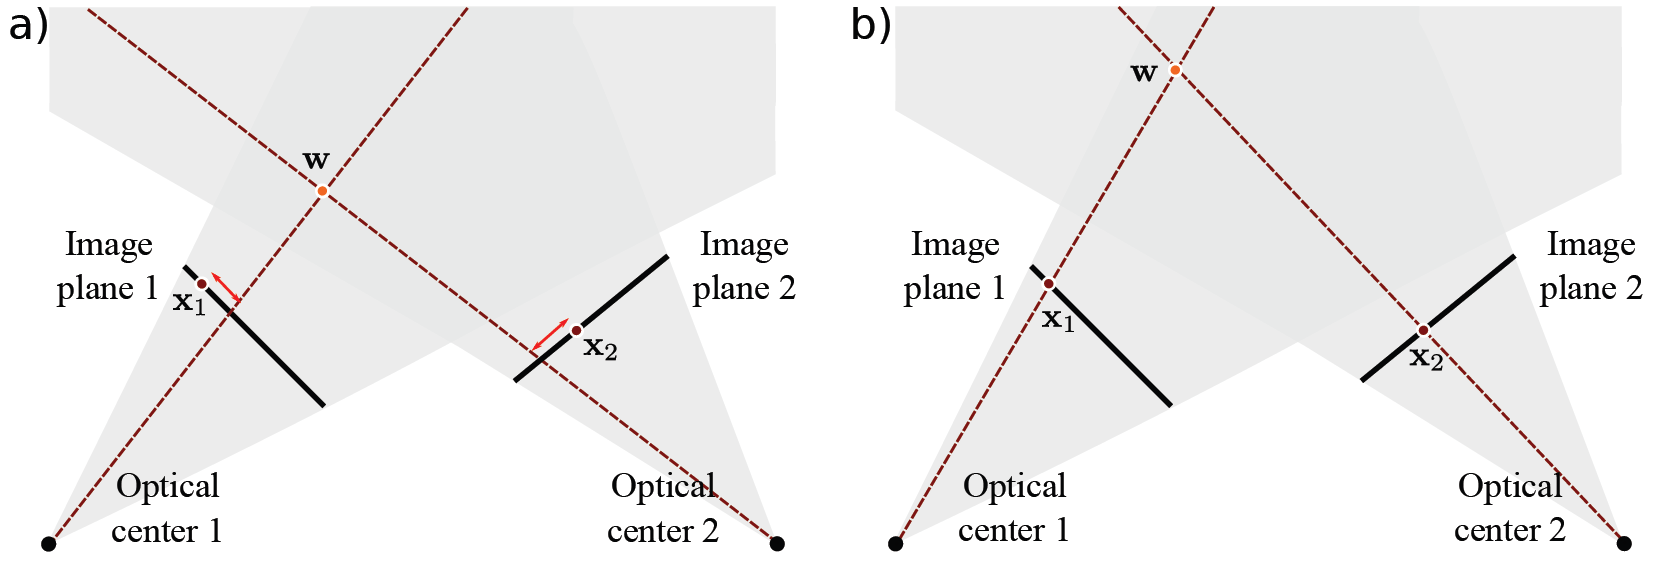 a)
w
Image
plane 1
x₁
Image
plane 2
x₂
Optical
center 1
Optical
center 2
b)
w
Image
plane 1
x₁
Image
plane 2
x₂
Optical
center 1
Optical
center 2